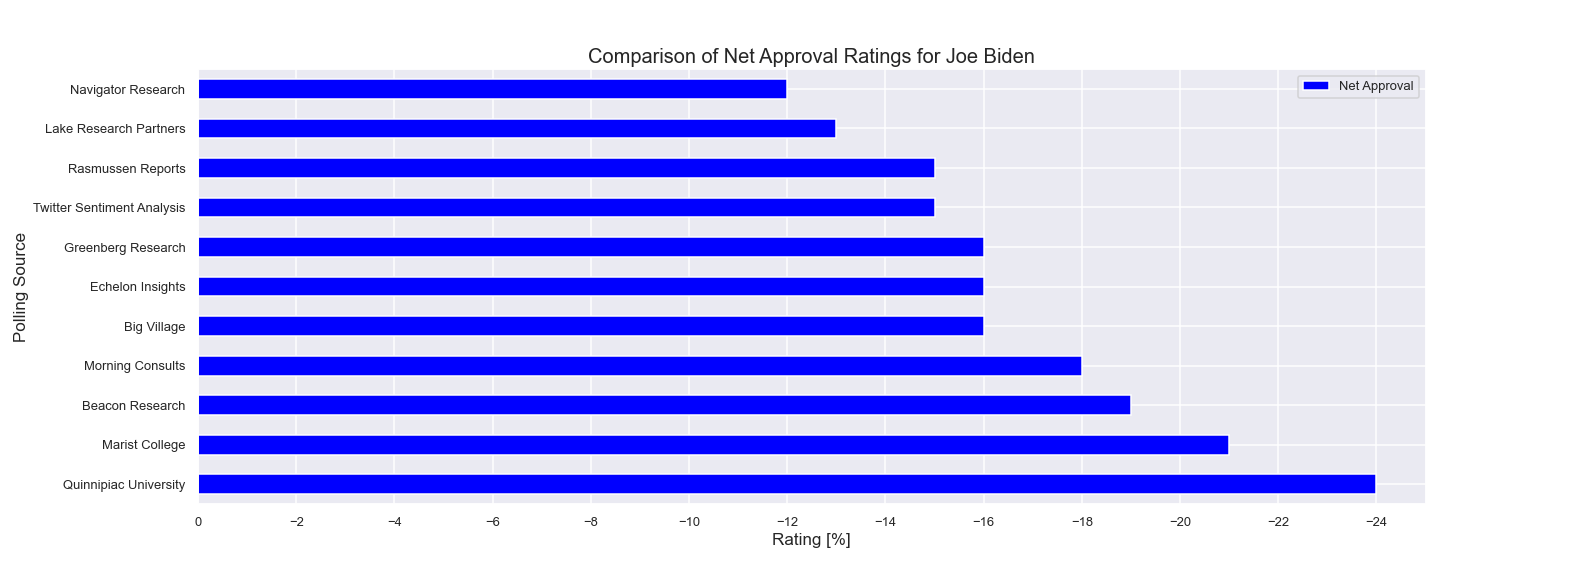 Comparison of Net Approval Ratings for Joe Biden
Net Approval
Polling Source
Navigator Research
Lake Research Partners
Rasmussen Reports
Twitter Sentiment Analysis
Greenberg Research
Echelon Insights
Big Village
Morning Consults
Beacon Research
Marist College
Quinnipiac University
0 −2 −4 −6 −8 −10 −12 −14 −16 −18 −20 −22 −24
Rating [%]